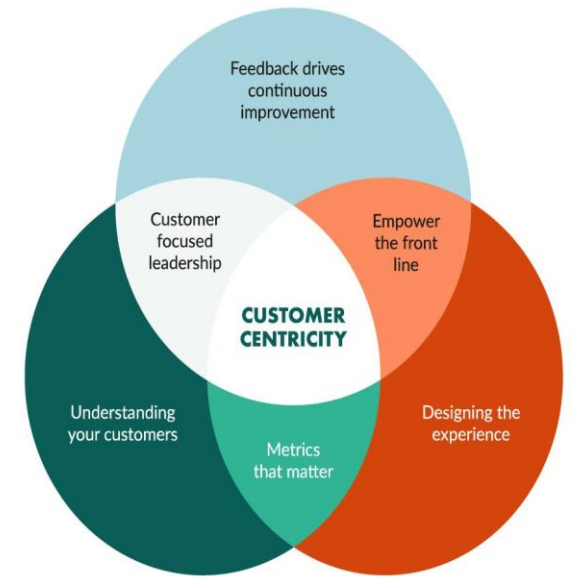 Feedback drives
continuous
improvement
Customer
focused
leadership
Empower
the front
line
CUSTOMER
CENTRICITY
Understanding
your customers
Metrics
that matter
Designing the
experience